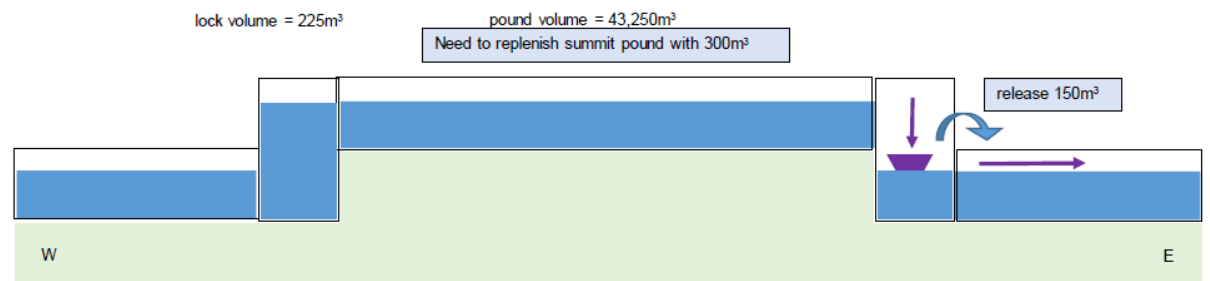 lock volume = 225m³
pound volume = 43,250m³
Need to replenish summit pound with 300m³
release 150m³
W
E